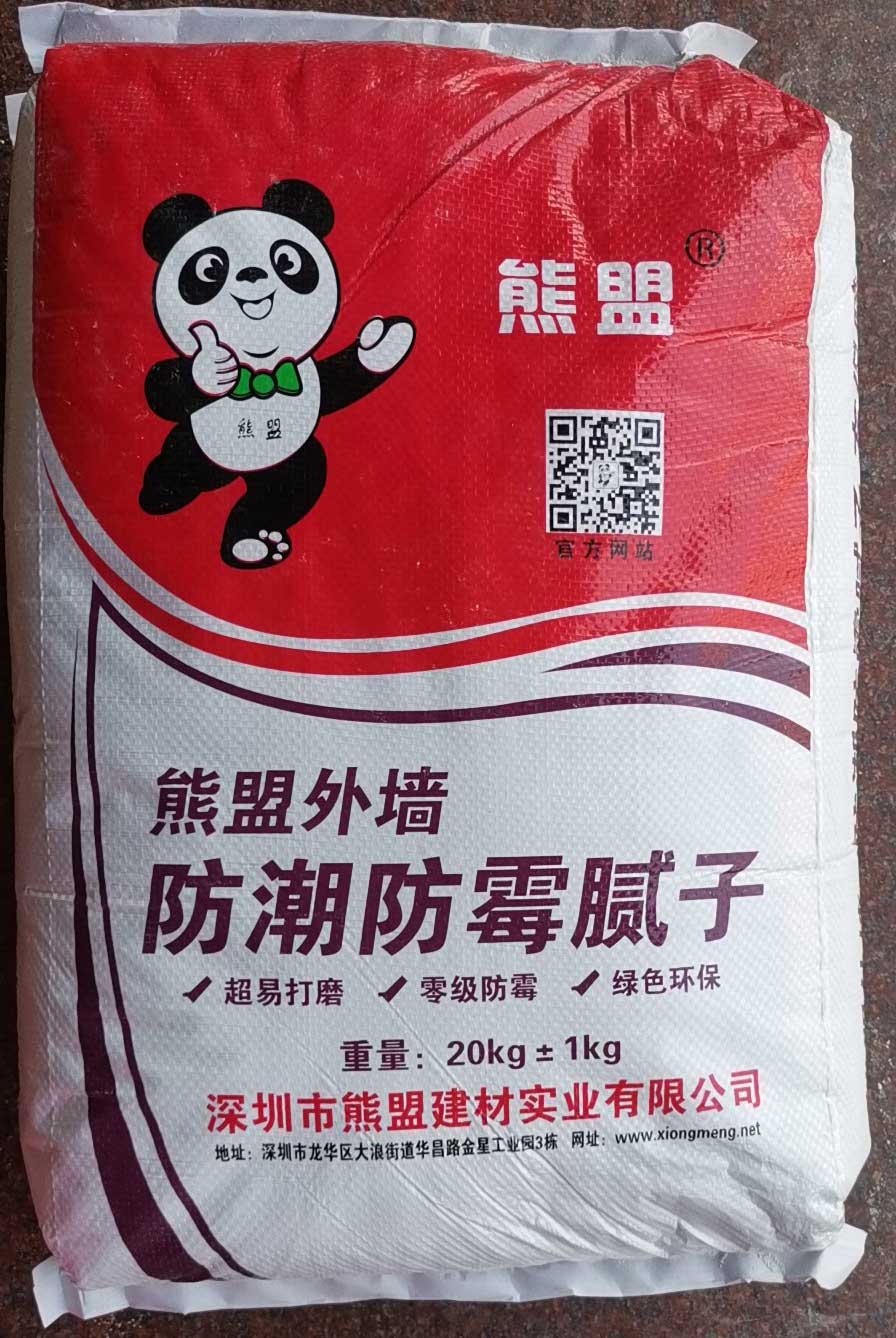 熊盟®
熊盟
官方网站
熊盟外墙
防潮防霉腻子
✓ 超易打磨 ✓ 零级防霉 ✓ 绿色环保
重量：20kg±1kg
深圳市熊盟建材实业有限公司
地址：深圳市龙华区大浪街道华昌路金星工业园3栋 网址：www.xiongmeng.net